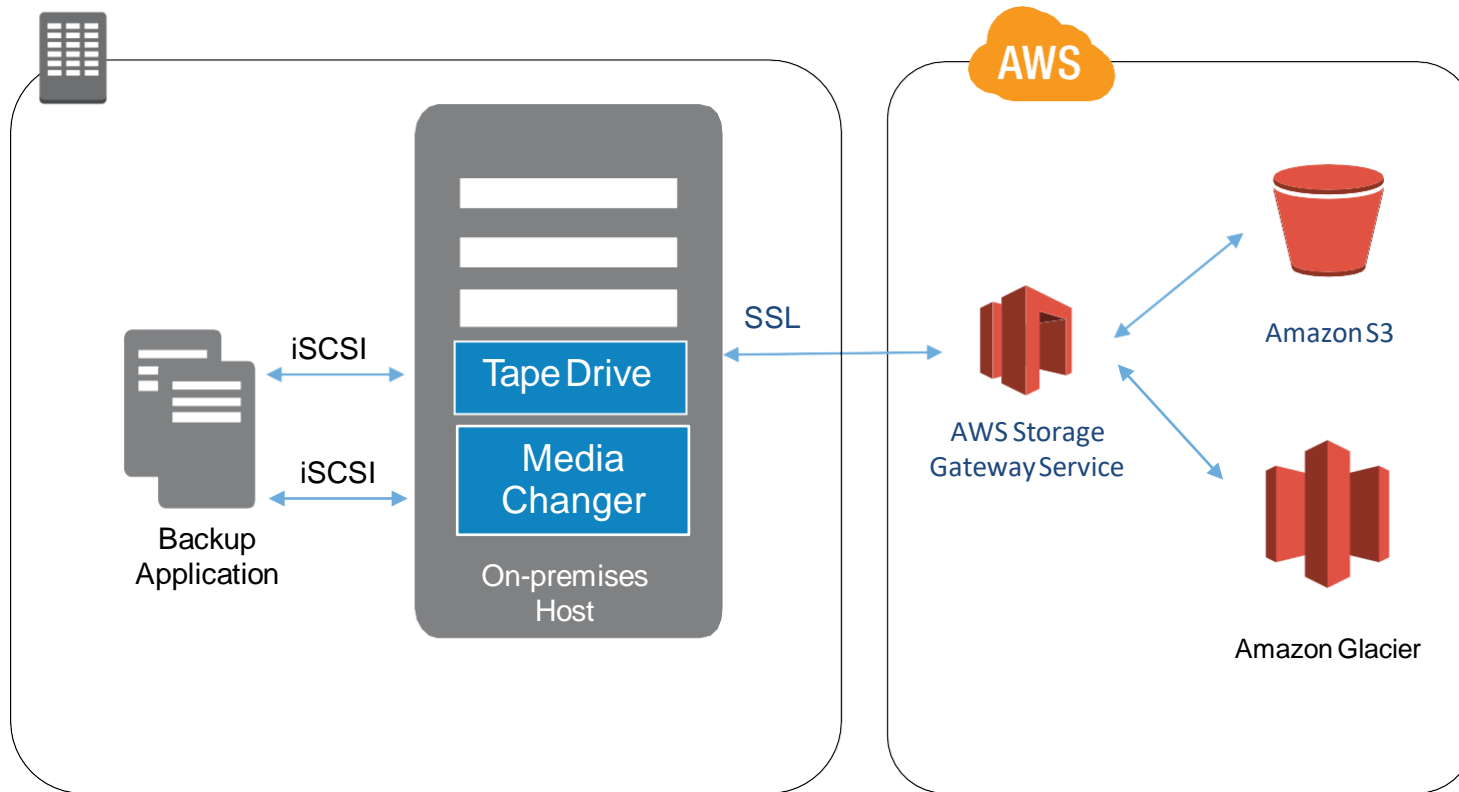 AWS
SSL
iSCSI
Tape Drive
iSCSI
Media
Changer
Backup
Application
On-premises
Host
AWS Storage
Gateway Service
Amazon S3
Amazon Glacier